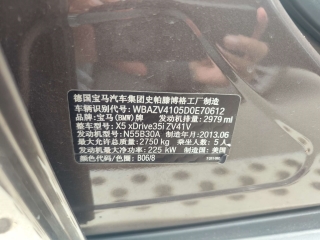 德国宝马汽车集团史帕滕博格工厂制造
车辆识别代号: WBAZV4105D0E70612
品牌: 宝马(BMW)牌 发动机排量: 2979 ml
车型: X5 xDrive35i ZV41V
发动机型号: N55B30A 制造年月: 2013.06
最大允许总质量: 2750 kg 乘坐人数: 5 人
发动机最大净功率: 225 kW 制造国: 美国
颜色代码/色圈: B06/8